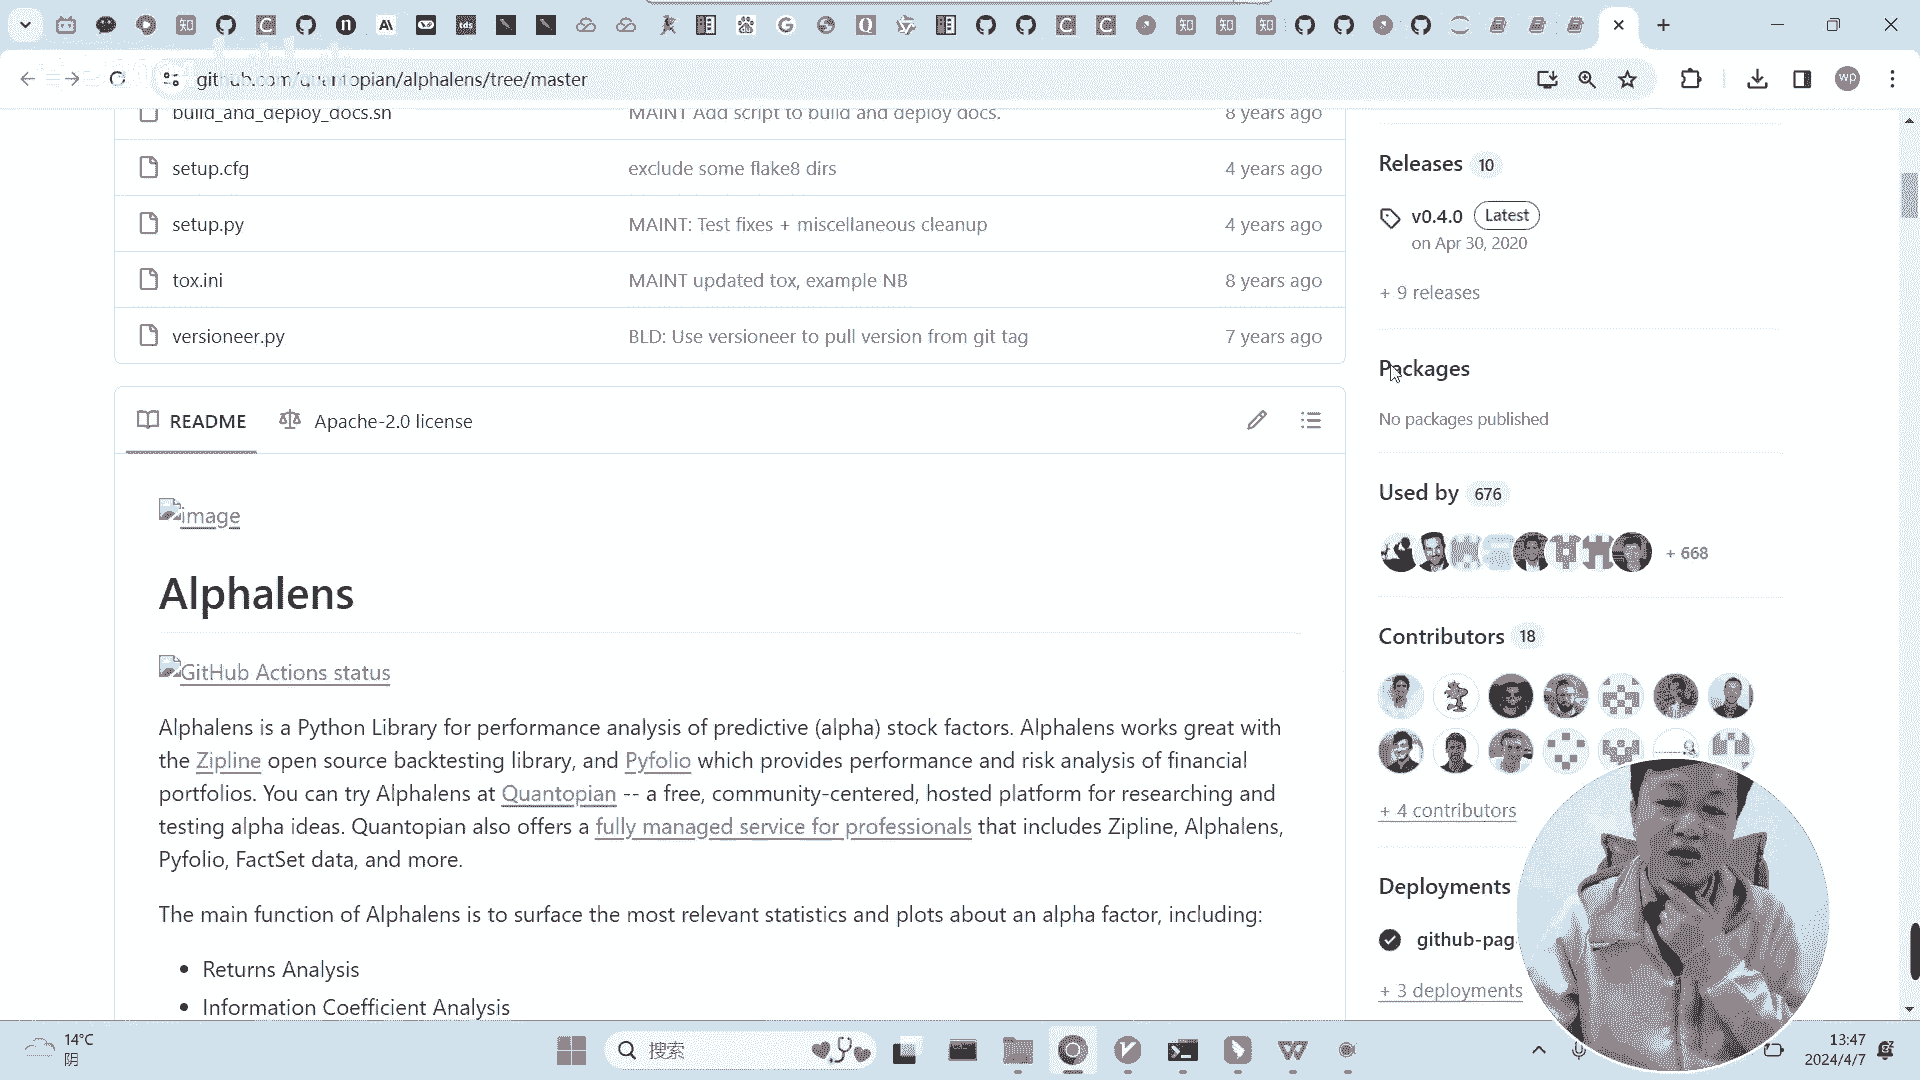 github.com/quantopian/alphalens/tree/master
wp
build_and_deploy_docs.sh
MAINT Add script to build and deploy docs.
8 years ago
setup.cfg
exclude some flake8 dirs
4 years ago
setup.py
MAINT: Test fixes + miscellaneous cleanup
4 years ago
tox.ini
MAINT updated tox, example NB
8 years ago
versioneer.py
BLD: Use versioneer to pull version from git tag
7 years ago
README
Apache-2.0 license
image
Alphalens
GitHub Actions status
Alphalens is a Python Library for performance analysis of predictive (alpha) stock factors. Alphalens works great with
the Zipline open source backtesting library, and Pyfolio which provides performance and risk analysis of financial
portfolios. You can try Alphalens at Quantopian -- a free, community-centered, hosted platform for researching and
testing alpha ideas. Quantopian also offers a fully managed service for professionals that includes Zipline, Alphalens,
Pyfolio, FactSet data, and more.
The main function of Alphalens is to surface the most relevant statistics and plots about an alpha factor, including:
• Returns Analysis
• Information Coefficient Analysis
Releases 10
v0.4.0 Latest
on Apr 30, 2020
+ 9 releases
Packages
No packages published
Used by 676
+ 668
Contributors 18
+ 4 contributors
Deployments
github-pag
+ 3 deployments
14°C
阴
搜索
13:47
2024/4/7